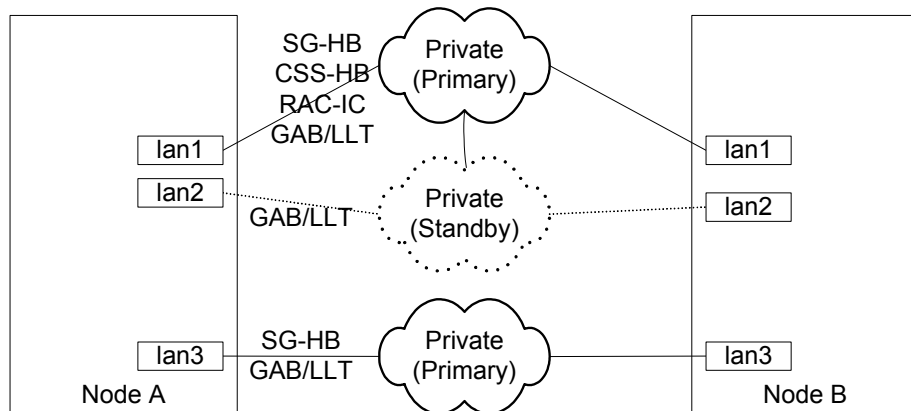 SG-HB
CSS-HB
RAC-IC
GAB/LLT
Private
(Primary)
lan1
lan1
lan2
lan2
GAB/LLT
Private
(Standby)
SG-HB
GAB/LLT
Private
(Primary)
lan3
lan3
Node A
Node B